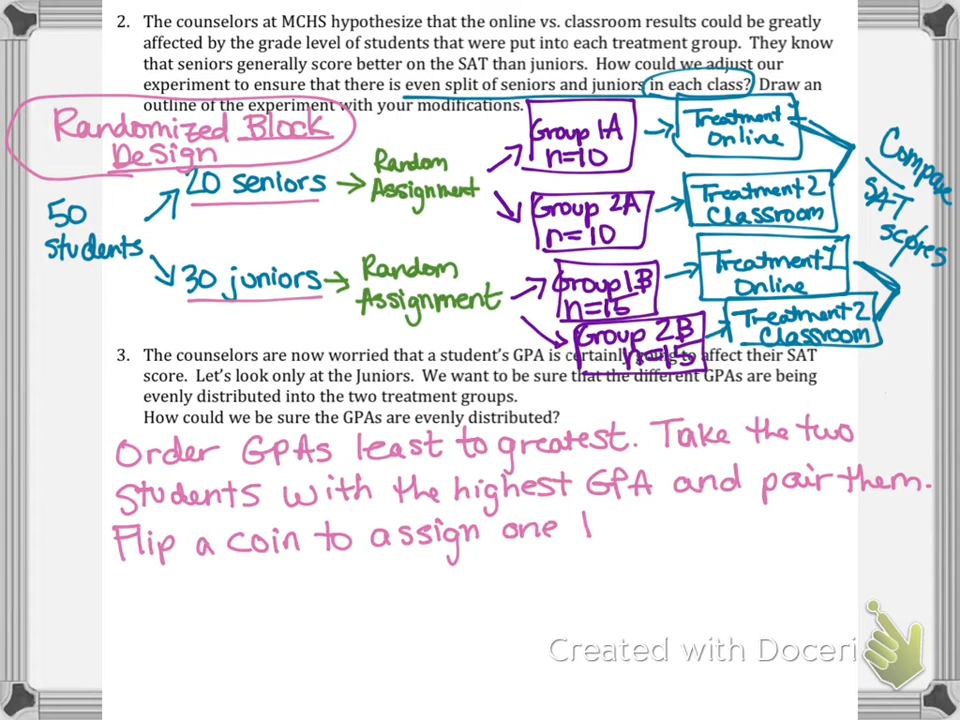 2. The counselors at MCHS hypothesize that the online vs. classroom results could be greatly
affected by the grade level of students that were put into each treatment group. They know
that seniors generally score better on the SAT than juniors. How could we adjust our
experiment to ensure that there is even split of seniors and juniors in each class? Draw an
outline of the experiment with your modifications.
Randomized Block
Design
50
students
20 seniors
Random
Assignment
Group 1A
n=10
Treatment 1
Online
Group 2A
n=10
Treatment 2
Classroom
30 juniors
Random
Assignment
Group 1B
n=15
Treatment 1
Online
Group 2B
n=15
Treatment 2
Classroom
Compare
SAT
scores
3. The counselors are now worried that a student's GPA is certainly going to affect their SAT
score. Let's look only at the Juniors. We want to be sure that the different GPAs are being
evenly distributed into the two treatment groups.
How could we be sure the GPAs are evenly distributed?
Order GPAs least to greatest. Take the two
students with the highest GPA and pair them.
Flip a coin to assign one
Created with Doceri